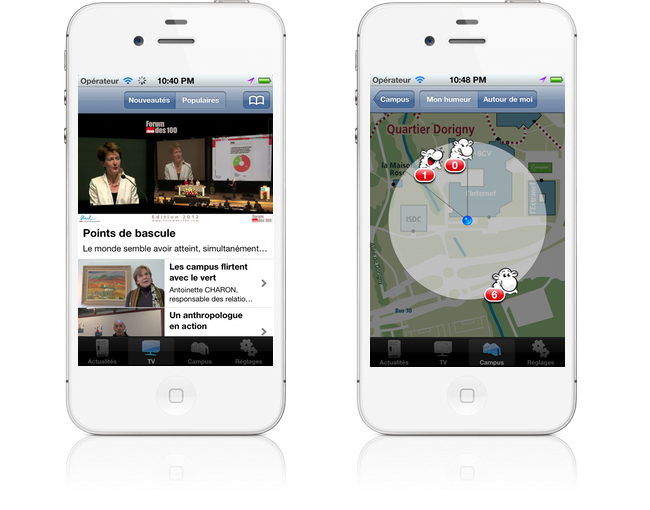 Opérateur 10:40 PM
Nouveautés Populaires
Forum
des 100
Edition 2012
Points de bascule
Le monde semble avoir atteint, simultanément…
Les campus flirtent
avec le vert
Antoinette CHARON,
responsable des relatio…
Un anthropologue
en action
Actualités TV Campus Réglages
Opérateur 10:48 PM
Campus Mon humeur Autour de moi
Quartier Dorigny
BCV
la Maiso
Rose
1
0
l'Internef
ISDC
6
Actualités Campus Réglages